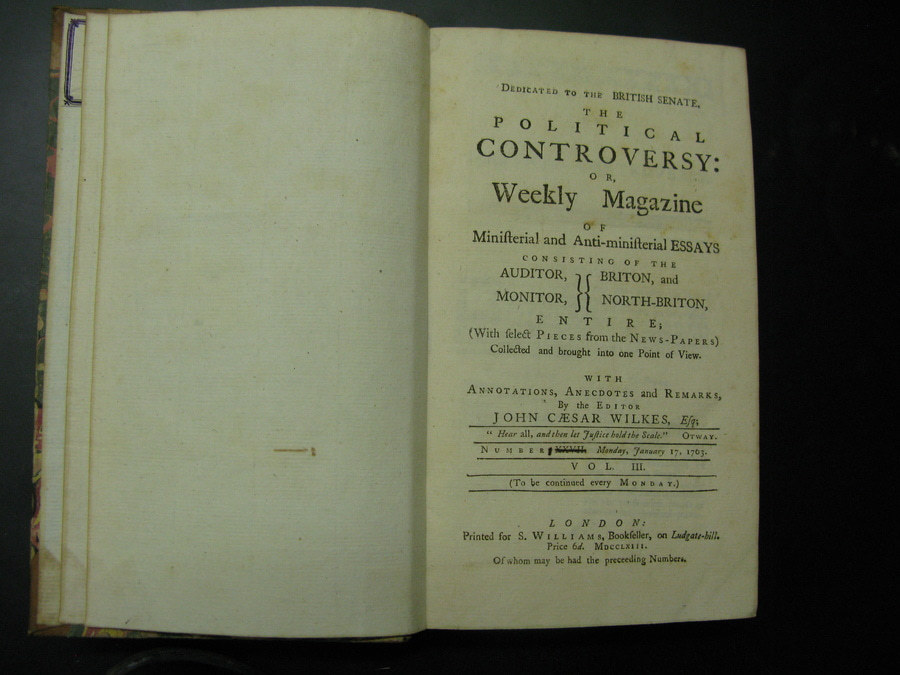 DEDICATED TO THE BRITISH SENATE.
THE
POLITICAL
CONTROVERSY:
OR,
Weekly Magazine
OF
Miniſterial and Anti-miniſterial ESSAYS
CONSISTING OF THE
AUDITOR, }{ BRITON, and
MONITOR, }{ NORTH-BRITON,
ENTIRE;
(With ſelect PIECES from the NEWS-PAPERS)
Collected and brought into one Point of View.
WITH
ANNOTATIONS, ANECDOTES and REMARKS,
By the EDITOR
JOHN CÆSAR WILKES, Eſq;
"Hear all, and then let Juſtice hold the Scale." OTWAY.
NUMBER XXVII. Monday, January 17, 1763.
VOL. III.
(To be continued every MONDAY.)
LONDON:
Printed for S. WILLIAMS, Bookſeller, on Ludgate-hill.
Price 6d. MDCCLXIII.
Of whom may be had the preceeding Numbers.